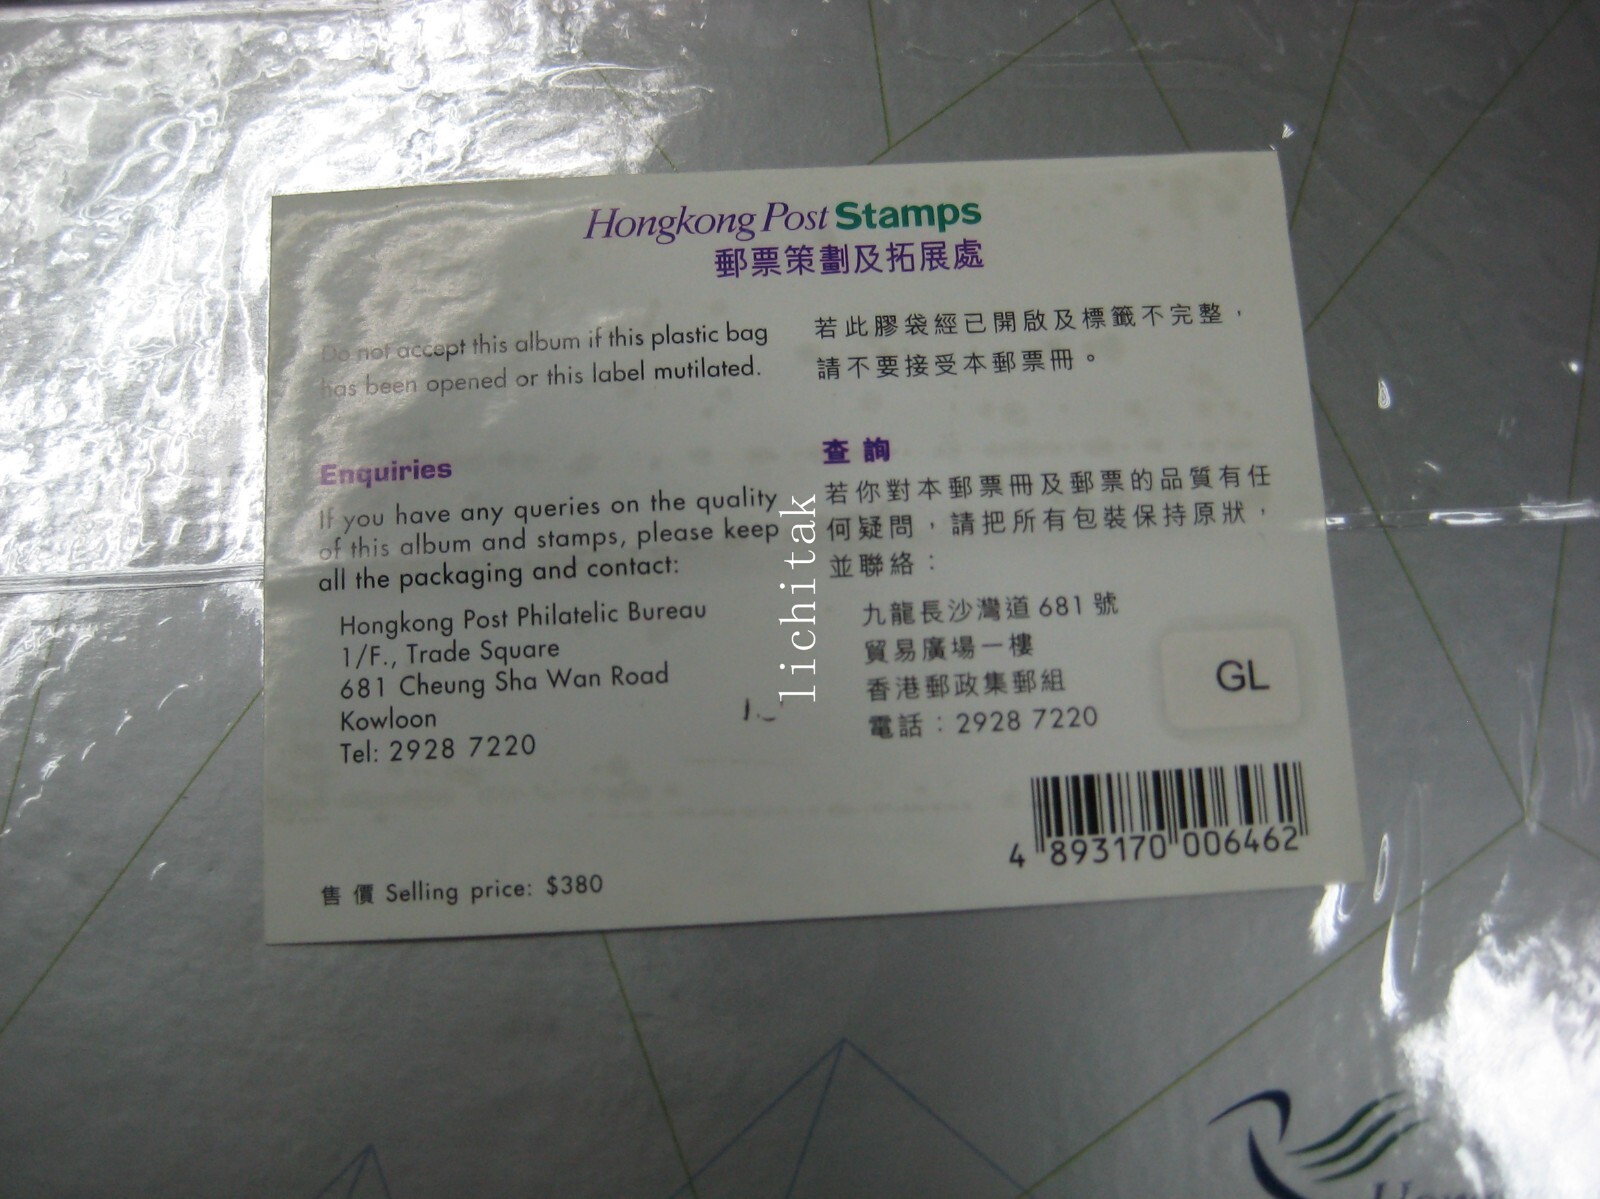 Hongkong Post Stamps
郵票策劃及拓展處
Do not accept this album if this plastic bag
has been opened or this label mutilated.
若此膠袋經已開啟及標籤不完整，
請不要接受本郵票冊。
Enquiries
If you have any queries on the quality
of this album and stamps, please keep
all the packaging and contact:
Hongkong Post Philatelic Bureau
1/F., Trade Square
681 Cheung Sha Wan Road
Kowloon
Tel: 2928 7220
查詢
若你對本郵票冊及郵票的品質有任
何疑問，請把所有包裝保持原狀，
並聯絡：
九龍長沙灣道681號
貿易廣場一樓
香港郵政集郵組
電話：2928 7220
GL
lichitak
4 893170 006462
售價 Selling price: $380